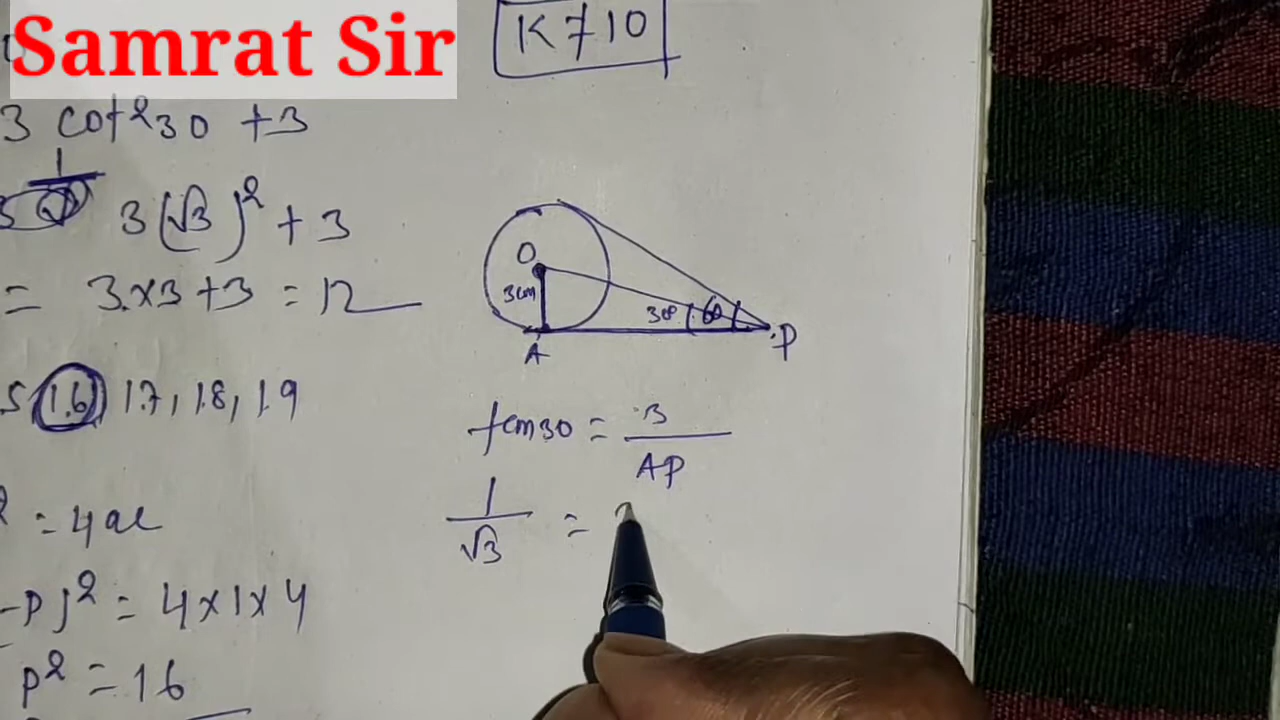 Samrat Sir
K710
3 cot²30 + 3
3(√3)² + 3
= 3×3+3 = 12
1.6 1.7, 1.8, 1.9
O
3cm
30° 60
A
P
tan30 = 3/AP
1/√3 =
= 4ac
-p)² = 4×1×4
p² = 16